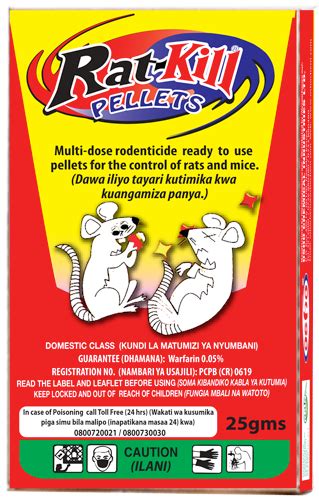 Rat-Kill
PELLETS
Multi-dose rodenticide ready to use
pellets for the control of rats and mice.
(Dawa iliyo tayari kutimika kwa
kuangamiza panya.)
DOMESTIC CLASS (KUNDI LA MATUMIZI YA NYUMBANI)
GUARANTEE (DHAMANA): Warfarin 0.05%
REGISTRATION NO. (NAMBARI YA USAJILI): PCPB (CR) 0619
READ THE LABEL AND LEAFLET BEFORE USING (SOMA KIBANDIKO KABLA YA KUTUMIA)
KEEP LOCKED AND OUT OF REACH OF CHILDREN (FUNGIA MBALI NA WATOTO)
In case of Poisoning call Toll Free (24 hrs) (Wakati wa kusumika
piga simu bila malipo (inapatikana masaa 24) kwa)
0800720021 / 0800730030
25gms
CAUTION
(ILANI)